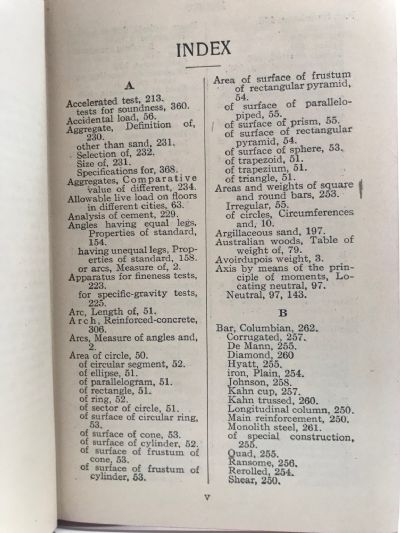 INDEX
A
Accelerated test, 213.
tests for soundness, 360.
Accidental load, 56.
Aggregate, Definition of,
230.
other than sand, 231.
Selection of, 232.
Size of, 231.
Specifications for, 368.
Aggregates, Comparative
value of different, 234.
Allowable live load on floors
in different cities, 63.
Analysis of cement, 229.
Angles having equal legs,
Properties of standard,
154.
having unequal legs, Prop-
erties of standard, 158.
or arcs, Measure of, 2.
Apparatus for fineness tests,
223.
for specific-gravity tests,
225.
Arc, Length of, 51.
Arch, Reinforced-concrete,
306.
Arcs, Measure of angles and,
2.
Area of circle, 50.
of circular segment, 52.
of ellipse, 51.
of parallelogram, 51.
of rectangle, 51.
of ring, 52.
of sector of circle, 51.
of surface of circular ring,
53.
of surface of cone, 53.
of surface of cylinder, 52.
of surface of frustum of
cone, 53.
of surface of frustum of
cylinder, 53.
Area of surface of frustum
of rectangular pyramid,
54.
of surface of parallelo-
piped, 55.
of surface of prism, 55.
of surface of rectangular
pyramid, 54.
of surface of sphere, 53.
of trapezoid, 51.
of trapezium, 51.
of triangle, 51.
Areas and weights of square
and round bars, 253.
Irregular, 55.
of circles, Circumferences
and, 10.
Argillaceous sand, 197.
Australian woods, Table of
weight of, 79.
Avoirdupois weight, 3.
Axis by means of the prin-
ciple of moments, Lo-
cating neutral, 97.
Neutral, 97, 143.
B
Bar, Columbian, 262.
Corrugated, 257.
De Mann, 255.
Diamond, 260
Hyatt, 255.
iron, Plain, 254.
Johnson, 258.
Kahn cup, 257.
Kahn trussed, 260.
Longitudinal column, 250.
Main reinforcement, 250.
Monolith steel, 261.
of special construction,
255.
Quad, 255.
Ransome, 256.
Rerolled, 254.
Shear, 250.
v